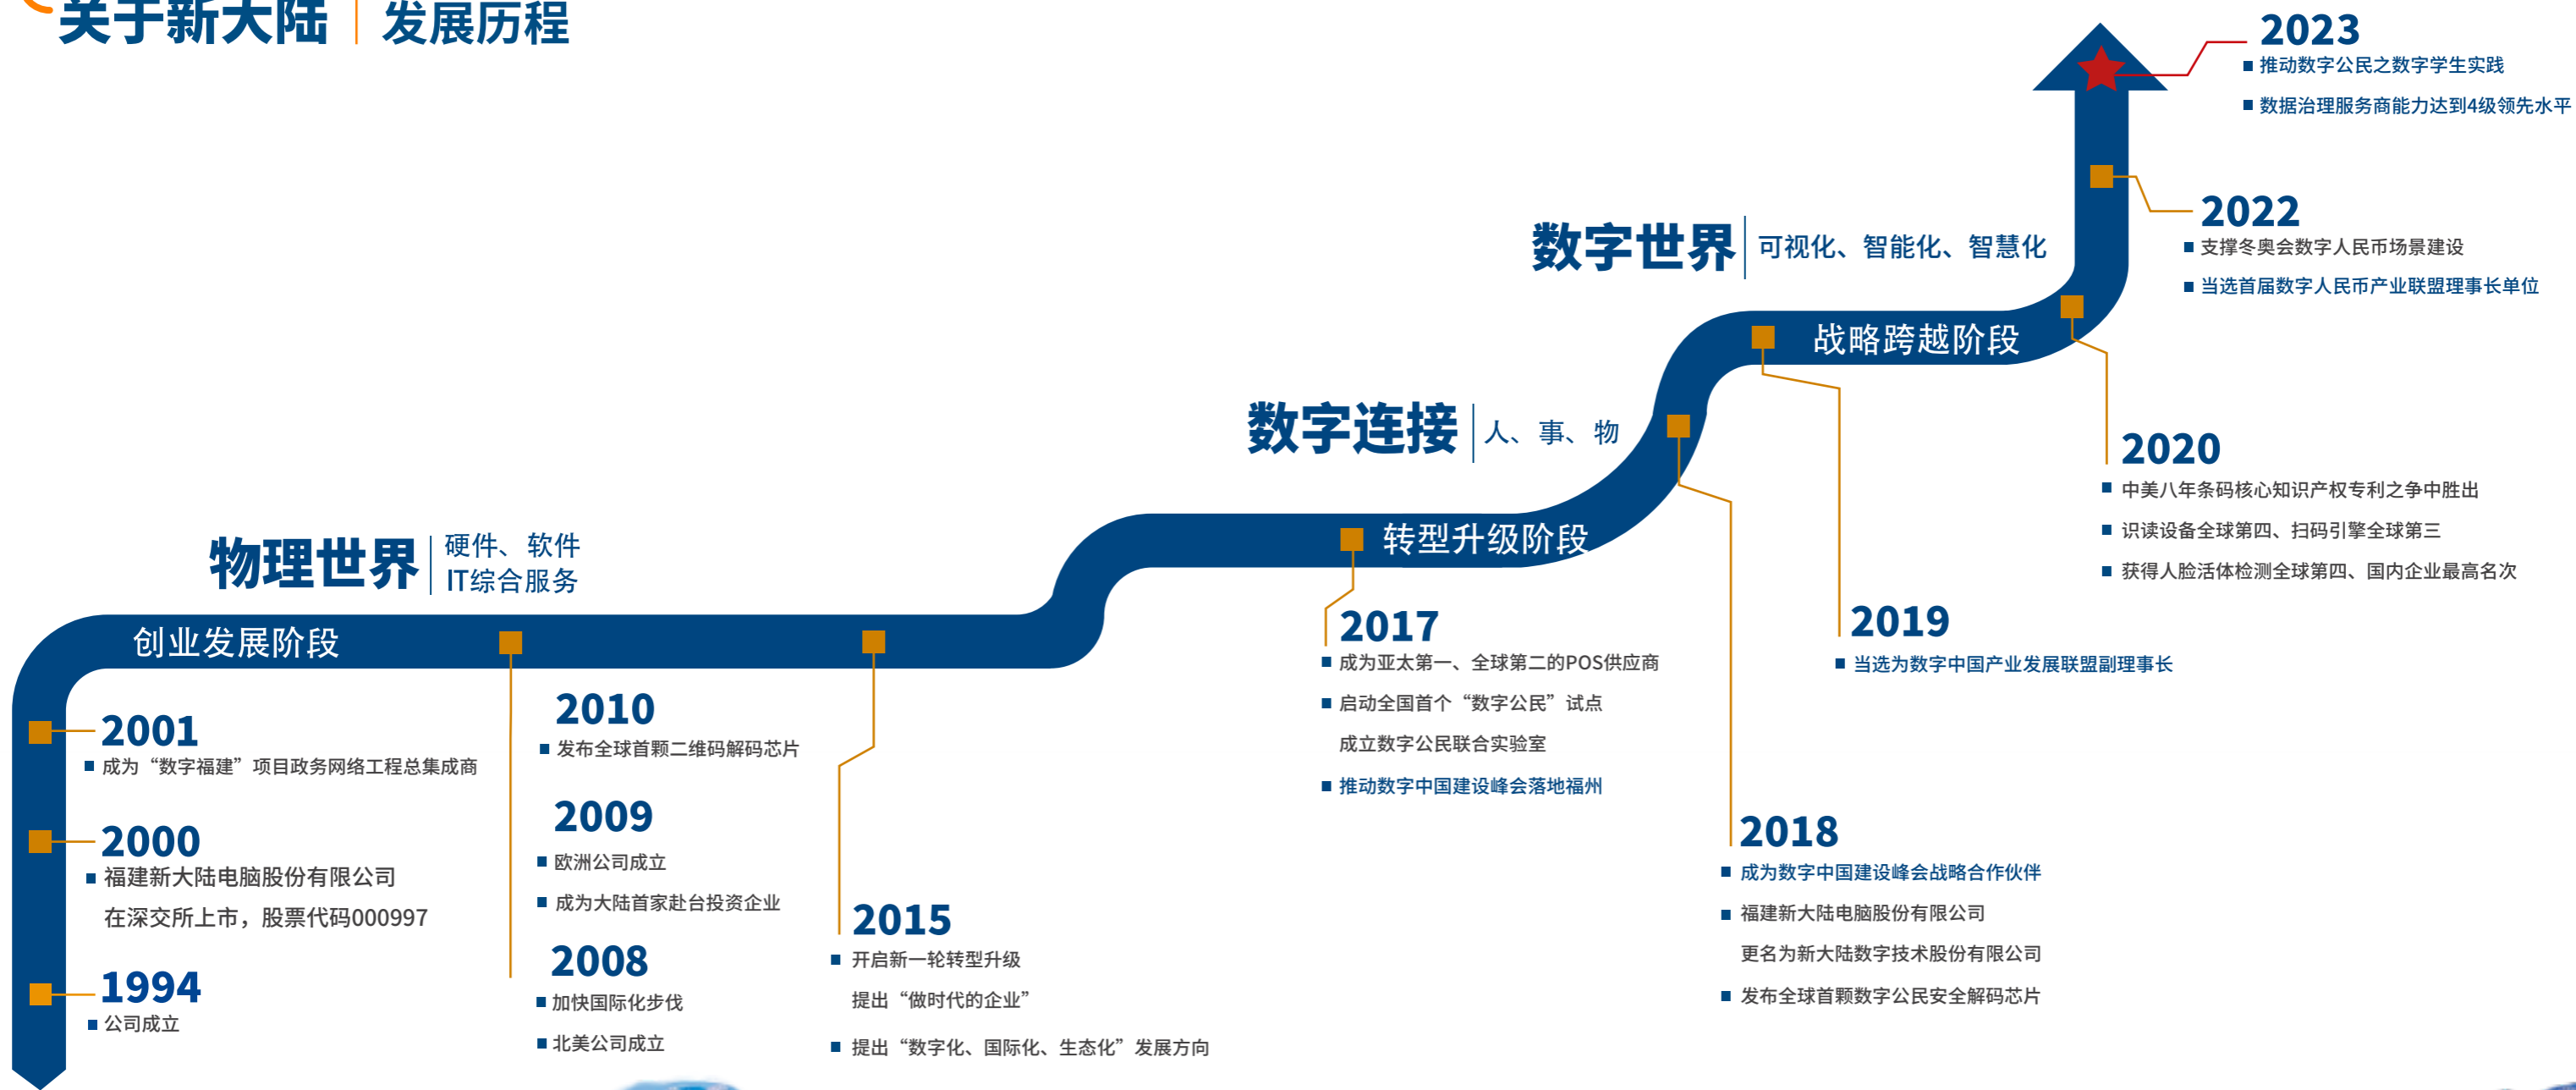 关于新大陆
发展历程
物理世界
硬件、软件
IT综合服务
创业发展阶段
2001
成为“数字福建”项目政务网络工程总集成商
2000
福建新大陆电脑股份有限公司
在深交所上市，股票代码000997
1994
公司成立
2010
发布全球首颗二维码解码芯片
2009
欧洲公司成立
成为大陆首家赴台投资企业
2008
加快国际化步伐
北美公司成立
2015
开启新一轮转型升级
提出“做时代的企业”
提出“数字化、国际化、生态化”发展方向
数字连接
人、事、物
转型升级阶段
2017
成为亚太第一、全球第二的POS供应商
启动全国首个“数字公民”试点
成立数字公民联合实验室
推动数字中国建设峰会落地福州
2018
成为数字中国建设峰会战略合作伙伴
福建新大陆电脑股份有限公司
更名为新大陆数字技术股份有限公司
发布全球首颗数字公民安全解码芯片
数字世界
可视化、智能化、智慧化
战略跨越阶段
2019
当选为数字中国产业发展联盟副理事长
2020
中美八年条码核心知识产权专利之争中胜出
识读设备全球第四、扫码引擎全球第三
获得人脸活体检测全球第四、国内企业最高名次
2022
支撑冬奥会数字人民币场景建设
当选首届数字人民币产业联盟理事长单位
2023
推动数字公民之数字学生实践
数据治理服务商能力达到4级领先水平